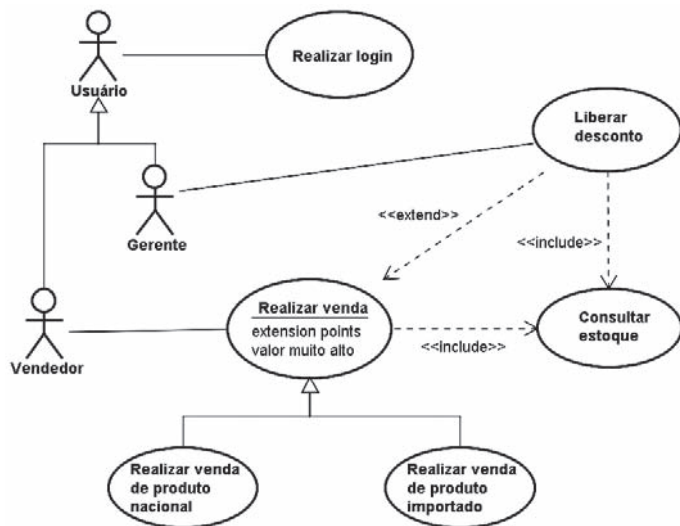 Realizar login
Usuário
Liberar
desconto
Gerente
<<extend>>
<<include>>
Realizar venda
extension points
valor muito alto
Vendedor
<<include>>
Consultar
estoque
Realizar venda
de produto
nacional
Realizar venda
de produto
importado